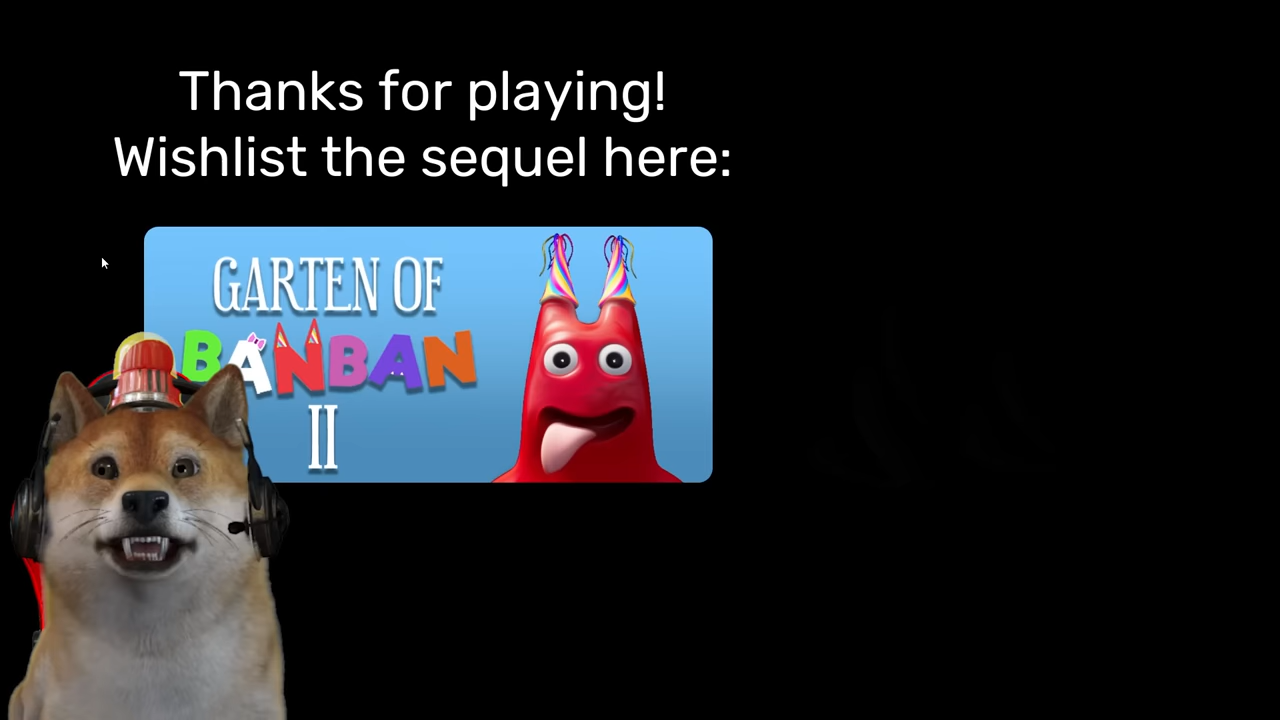 Thanks for playing!
Wishlist the sequel here:
GARTEN OF
BANBAN
II